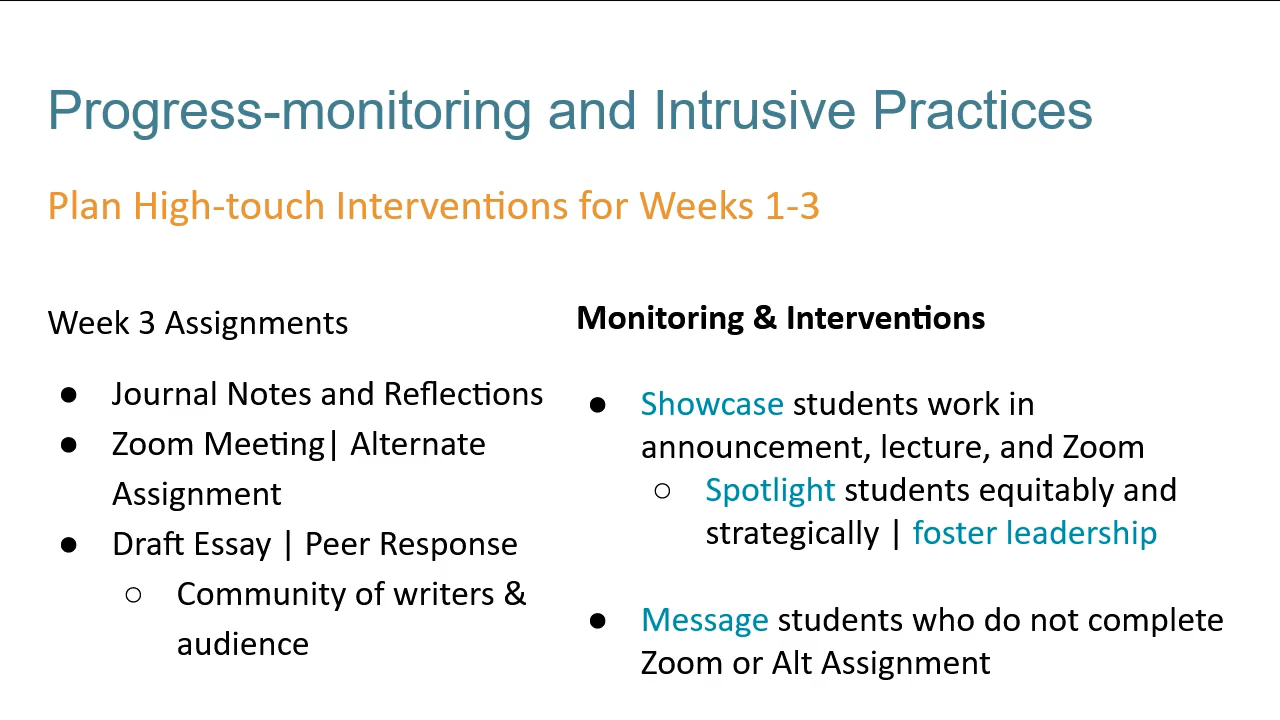 Progress-monitoring and Intrusive Practices
Plan High-touch Interventions for Weeks 1-3
Week 3 Assignments
● Journal Notes and Reflections
● Zoom Meeting| Alternate
Assignment
● Draft Essay | Peer Response
○ Community of writers &
audience
Monitoring & Interventions
● Showcase students work in
announcement, lecture, and Zoom
○ Spotlight students equitably and
strategically | foster leadership
● Message students who do not complete
Zoom or Alt Assignment